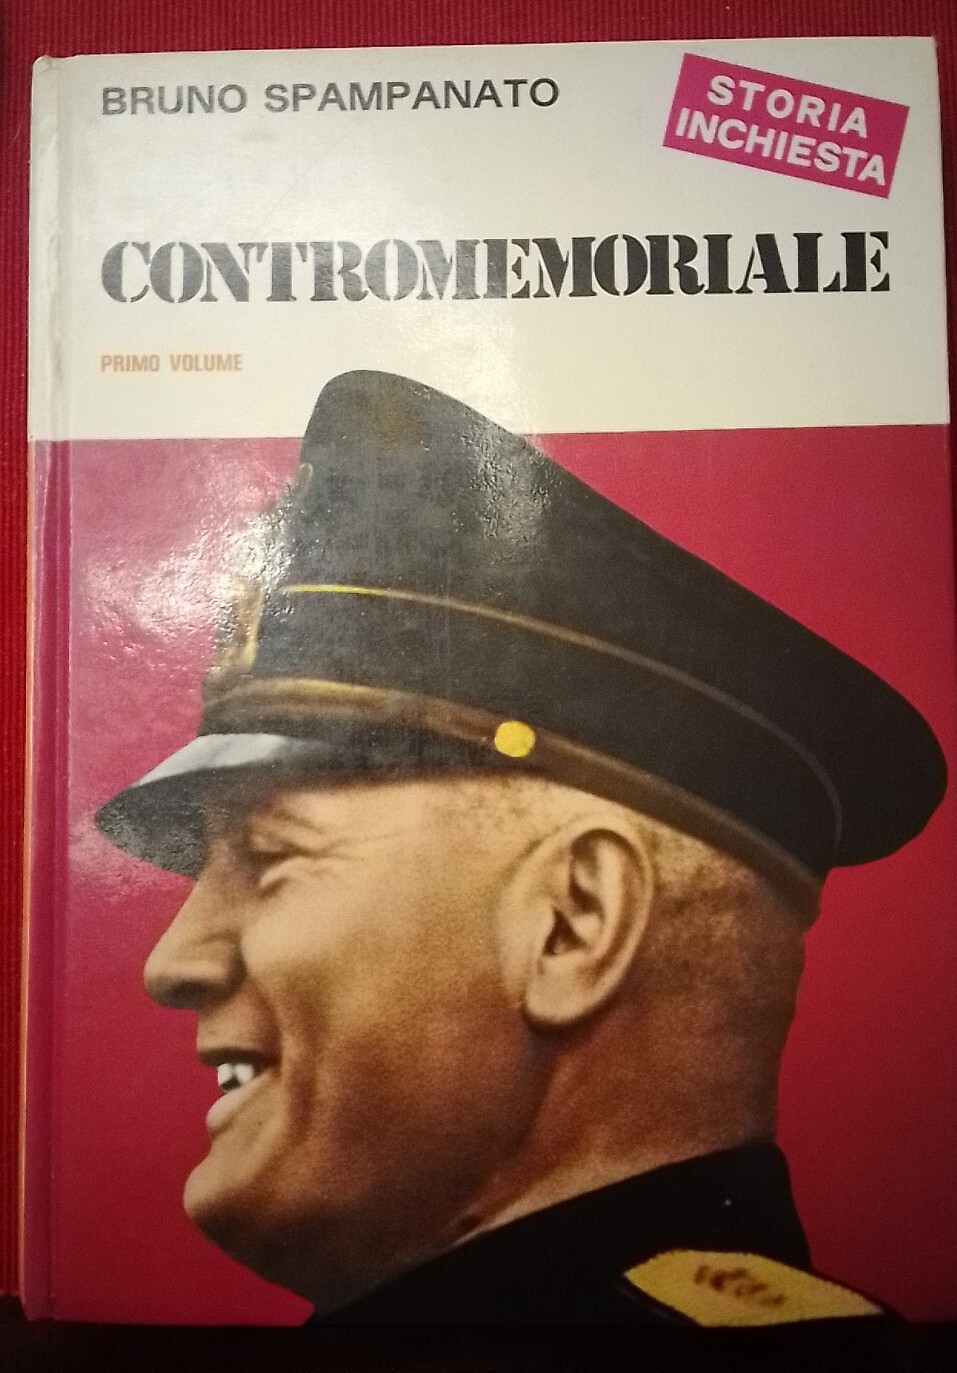 BRUNO SPAMPANATO
STORIA
INCHIESTA
CONTROMEMORIALE
PRIMO VOLUME